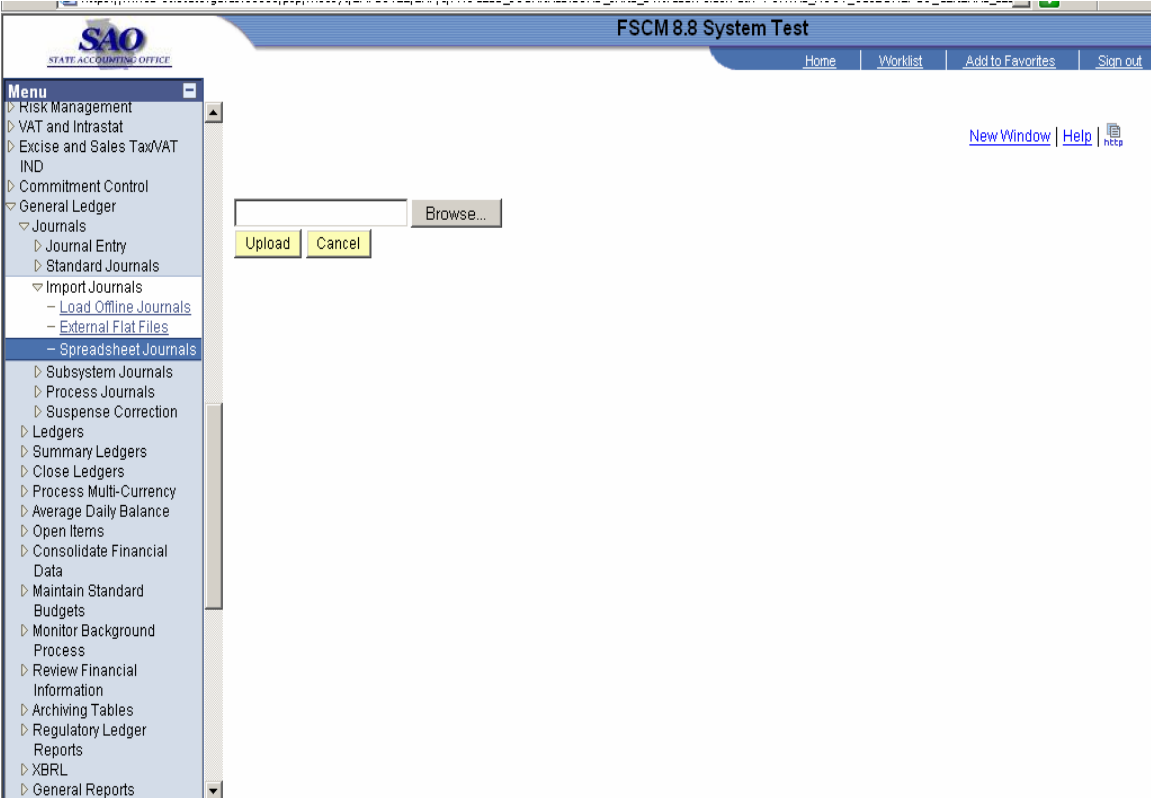 FSCM 8.8 System Test
SAO
STATE ACCOUNTING OFFICE
Home Worklist Add to Favorites Sign out
Menu
Risk Management
VAT and Intrastat
Excise and Sales Tax/VAT
IND
Commitment Control
General Ledger
Journals
Journal Entry
Standard Journals
Import Journals
– Load Offline Journals
– External Flat Files
– Spreadsheet Journals
Subsystem Journals
Process Journals
Suspense Correction
Ledgers
Summary Ledgers
Close Ledgers
Process Multi-Currency
Average Daily Balance
Open Items
Consolidate Financial
Data
Maintain Standard
Budgets
Monitor Background
Process
Review Financial
Information
Archiving Tables
Regulatory Ledger
Reports
XBRL
General Reports
New Window | Help | http
Browse...
Upload Cancel